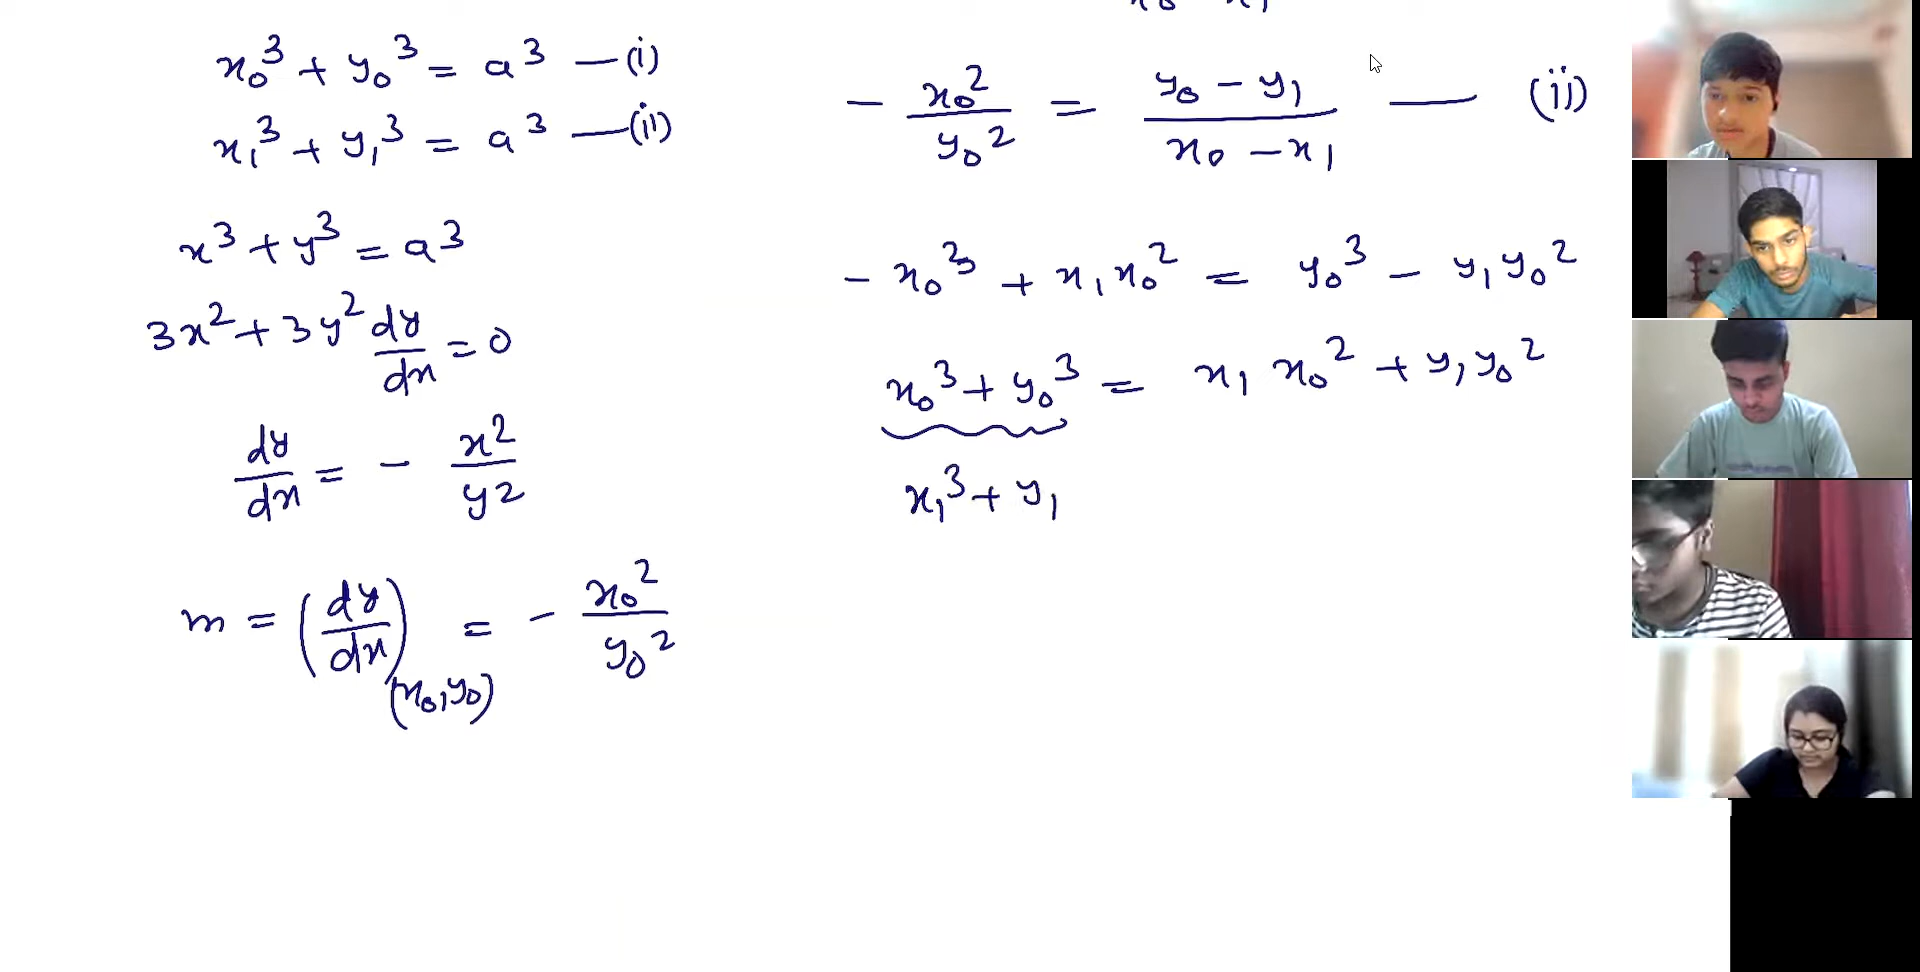 x₀³ + y₀³ = a³ —(i)
x₁³ + y₁³ = a³ —(ii)
x³ + y³ = a³
3x² + 3y² dy/dx = 0
dy/dx = - x²/y²
m = (dy/dx)(x₀,y₀) = - x₀²/y₀²
- x₀²/y₀² = (y₀ - y₁)/(x₀ - x₁) — (ii)
- x₀³ + x₁x₀² = y₀³ - y₁y₀²
x₀³ + y₀³ = x₁x₀² + y₁y₀²
x₁³ + y₁